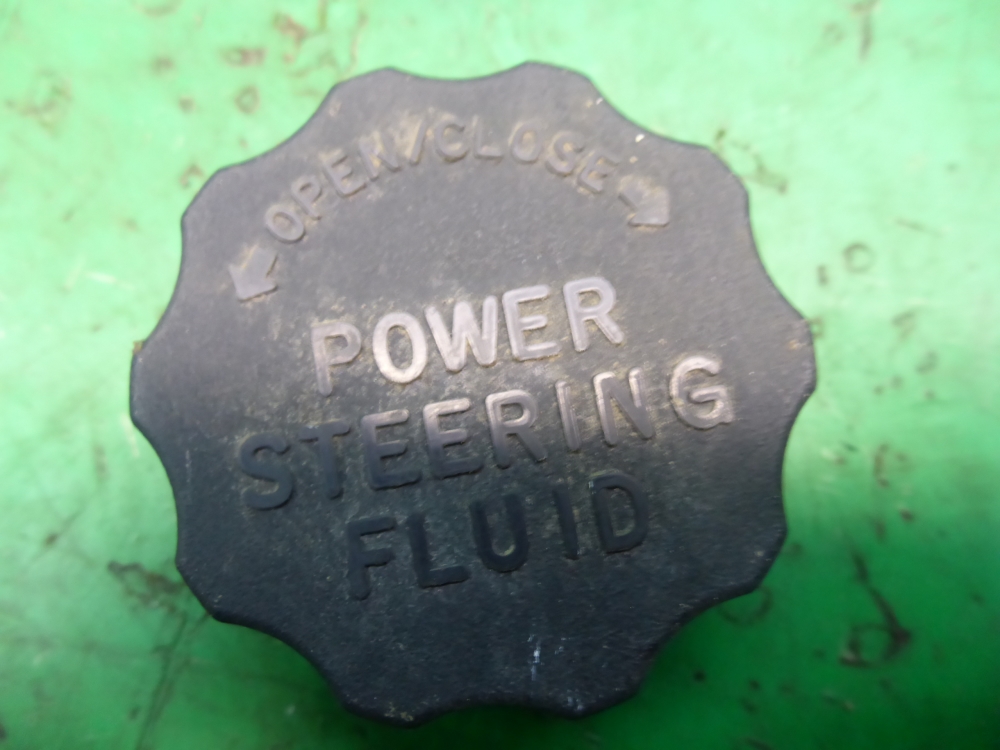 OPEN/CLOSE
POWER
STEERING
FLUID